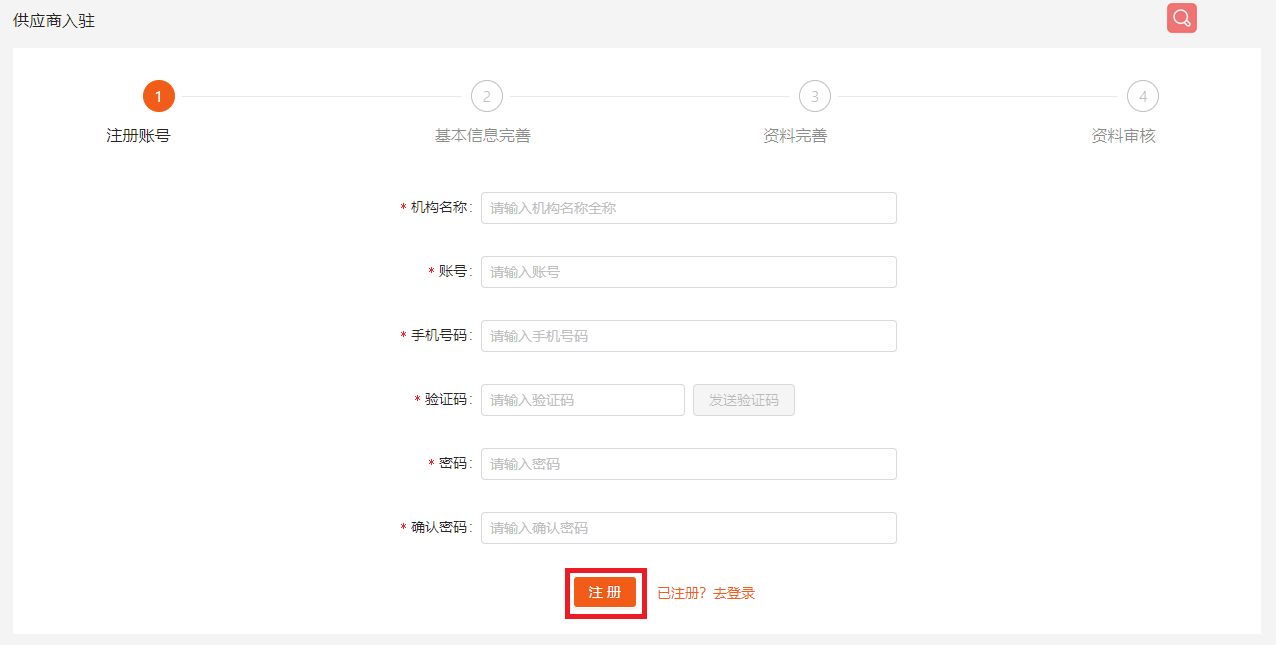 供应商入驻
1 2 3 4
注册账号 基本信息完善 资料完善 资料审核
* 机构名称: 请输入机构名称全称
* 账号: 请输入账号
* 手机号码: 请输入手机号码
* 验证码: 请输入验证码 发送验证码
* 密码: 请输入密码
* 确认密码: 请输入确认密码
注 册 已注册? 去登录